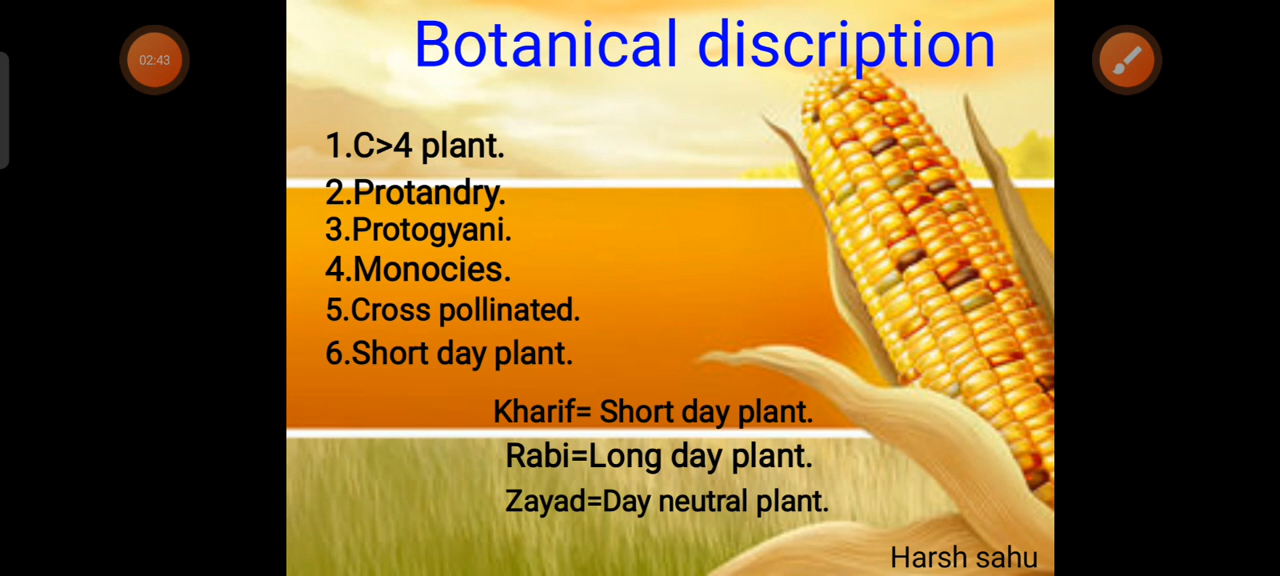 Botanical discription
02:43
1.C>4 plant.
2.Protandry.
3.Protogyani.
4.Monocies.
5.Cross pollinated.
6.Short day plant.
Kharif= Short day plant.
Rabi=Long day plant.
Zayad=Day neutral plant.
Harsh sahu